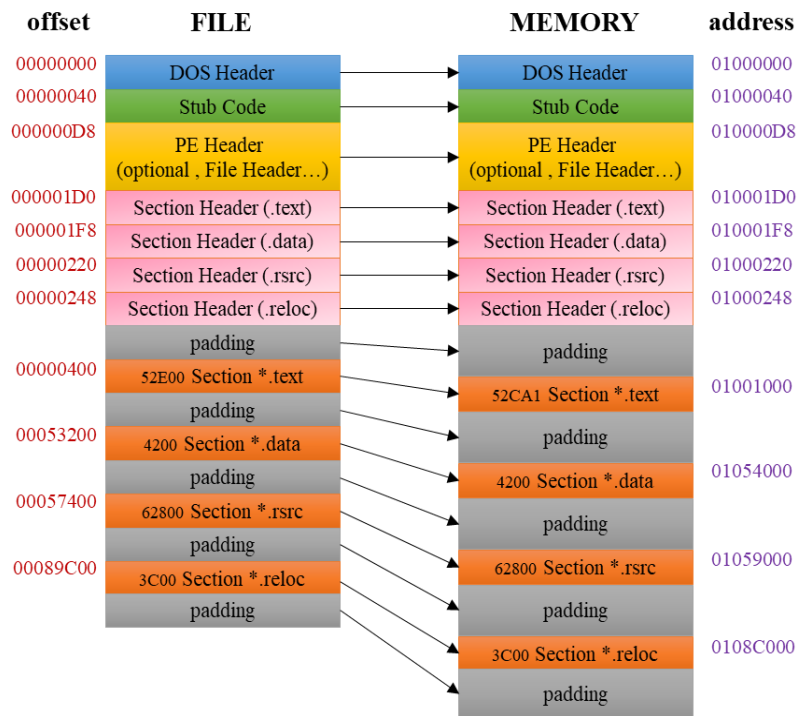 offset FILE MEMORY address
00000000 DOS Header DOS Header 01000000
00000040 Stub Code Stub Code 01000040
000000D8 PE Header PE Header 010000D8
(optional , File Header…) (optional , File Header…)
000001D0 Section Header (.text) Section Header (.text) 010001D0
000001F8 Section Header (.data) Section Header (.data) 010001F8
00000220 Section Header (.rsrc) Section Header (.rsrc) 01000220
00000248 Section Header (.reloc) Section Header (.reloc) 01000248
padding padding
00000400 52E00 Section *.text 52CA1 Section *.text 01001000
padding padding
00053200 4200 Section *.data 4200 Section *.data 01054000
padding padding
00057400 62800 Section *.rsrc 62800 Section *.rsrc 01059000
padding padding
00089C00 3C00 Section *.reloc 3C00 Section *.reloc 0108C000
padding padding